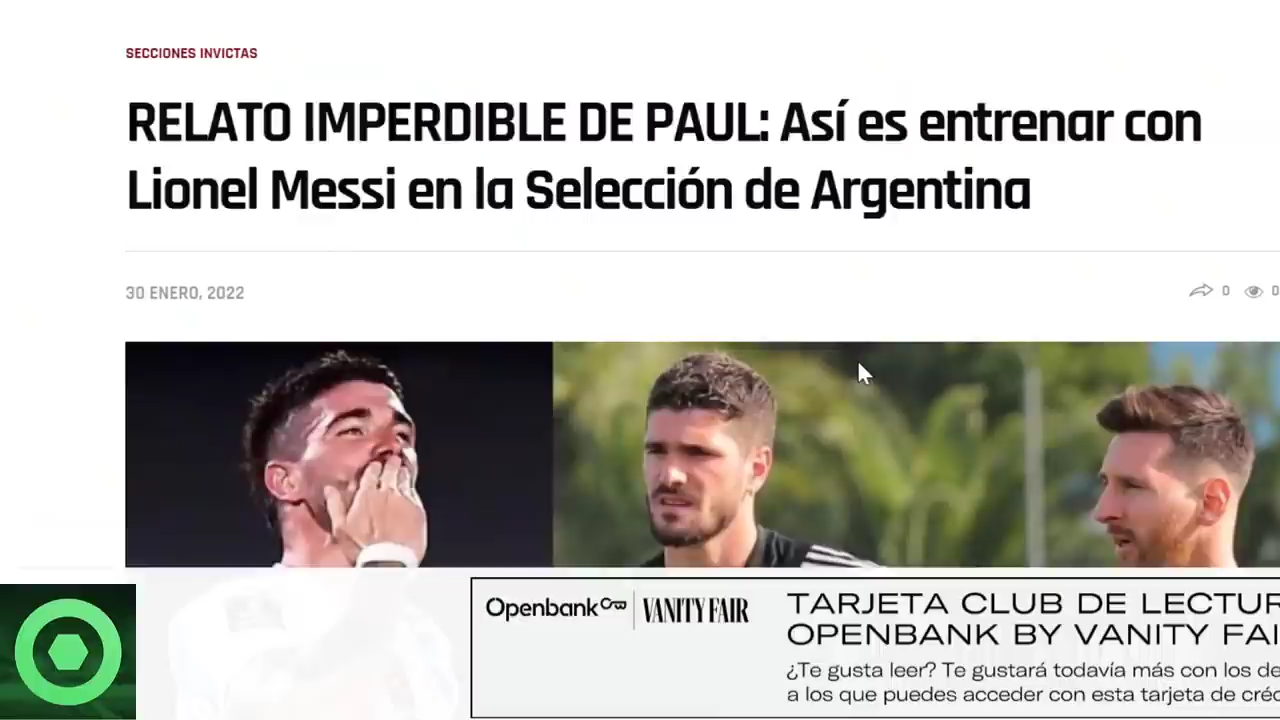 SECCIONES INVICTAS
RELATO IMPERDIBLE DE PAUL: Así es entrenar con
Lionel Messi en la Selección de Argentina
30 ENERO, 2022
0
0
Openbank
VANITY FAIR
TARJETA CLUB DE LECTUR
OPENBANK BY VANITY FAI
¿Te gusta leer? Te gustará todavía más con los de
a los que puedes acceder con esta tarjeta de créd